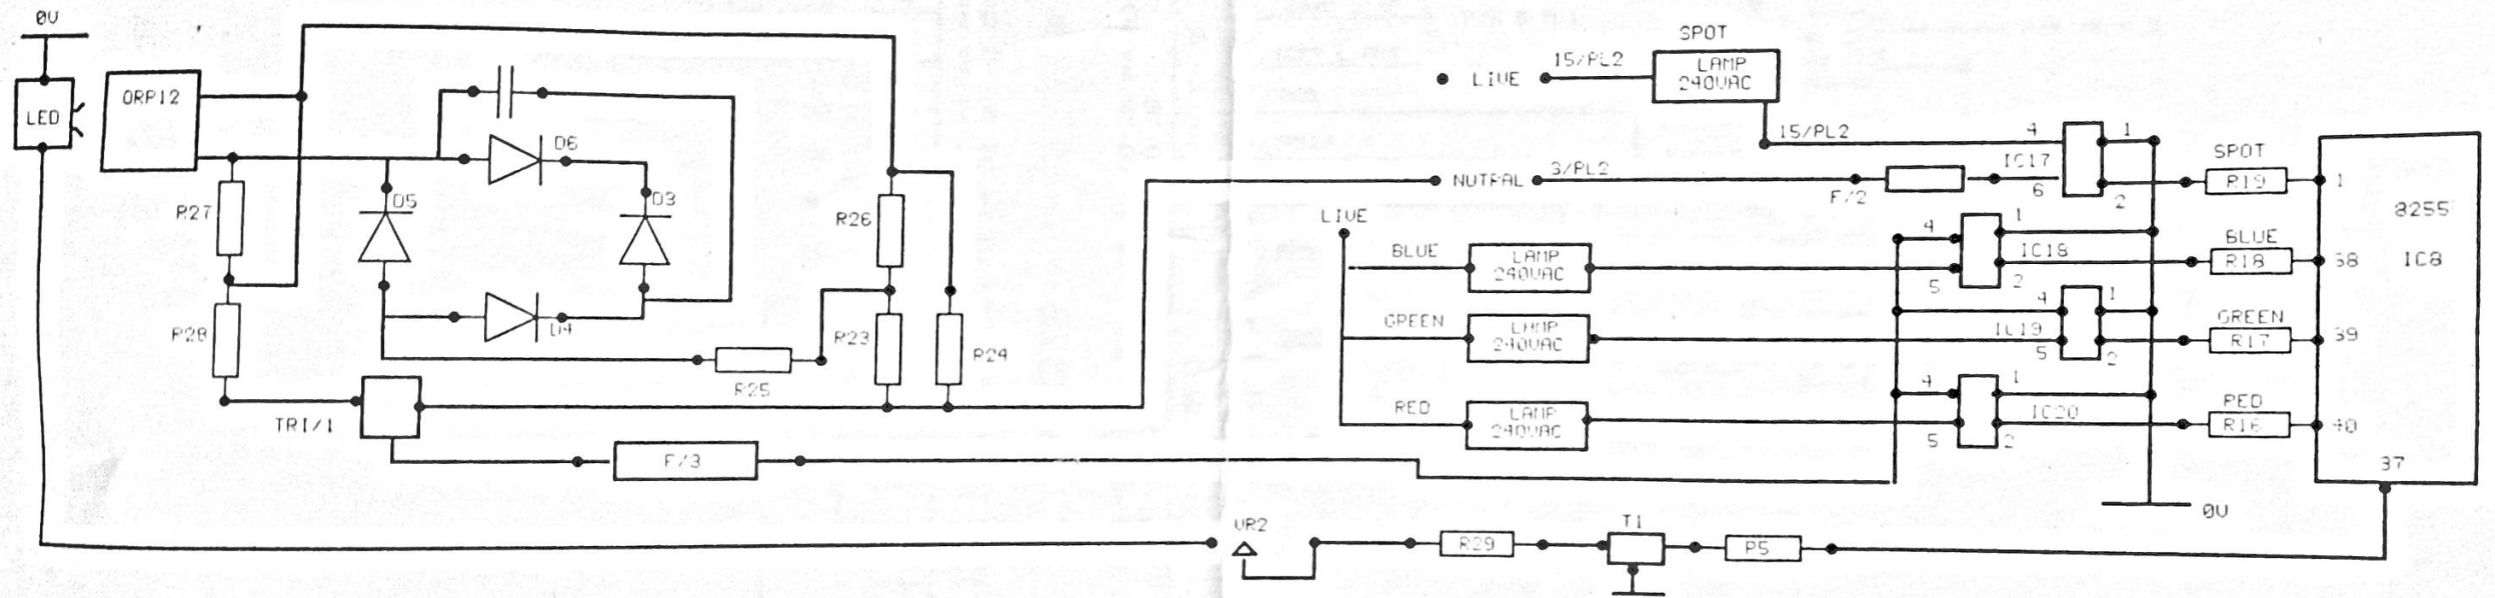 0V
LED
ORP12
D6
D5
D3
D4
R27
R28
R26
R23
R24
R25
TRI/1
F/3
SPOT
LIVE
15/PL2
LAMP
240VAC
15/PL2
NUTRAL
3/PL2
F/2
4
IC17
6
1
2
SPOT
R19
1
8255
IC8
LIVE
BLUE
LAMP
240VAC
4
5
1
IC18
2
BLUE
R18
38
GREEN
LAMP
240VAC
4
IC19
5
1
2
GREEN
R17
39
RED
LAMP
240VAC
4
5
1
IC20
2
RED
R16
40
37
0V
VR2
R29
T1
P5